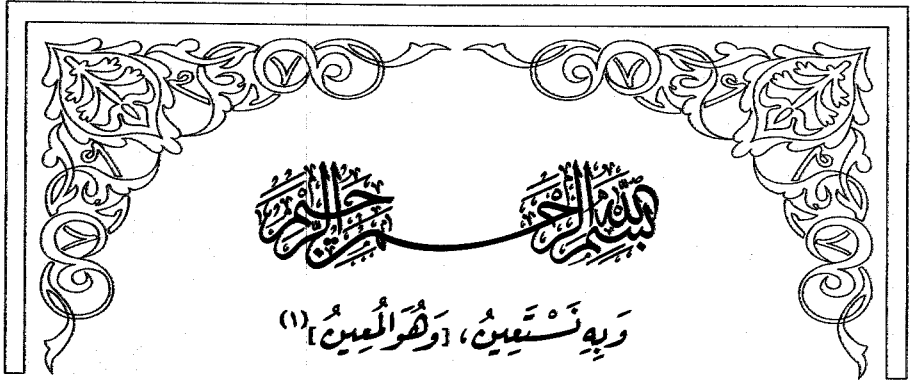 بسم الله الرحمن الرحيم
وَبِهِ نَسْتَعِينُ، [وَهُوَ الْمُعِينُ] (١)